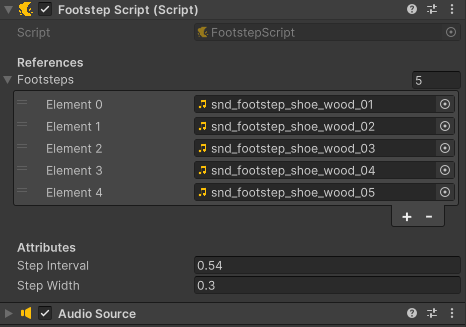 Footstep Script (Script)
Script FootstepScript
References
Footsteps 5
Element 0 snd_footstep_shoe_wood_01
Element 1 snd_footstep_shoe_wood_02
Element 2 snd_footstep_shoe_wood_03
Element 3 snd_footstep_shoe_wood_04
Element 4 snd_footstep_shoe_wood_05
+ -
Attributes
Step Interval 0.54
Step Width 0.3
Audio Source